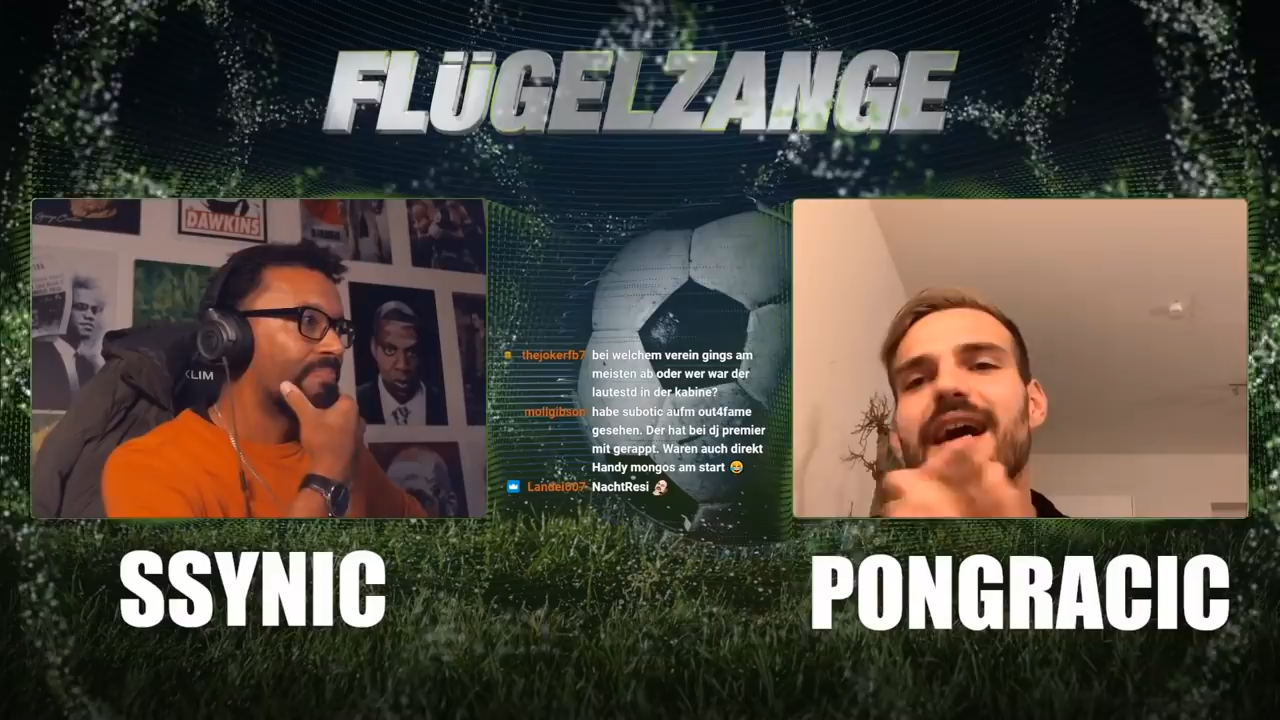 FLÜGELZANGE
DAWKINS
KLIM
thejokerfb7 bei welchem verein gings am
meisten ab oder wer war der
lautestd in der kabine?
moligibson habe subotic aufm out4fame
gesehen. Der hat bei dj premier
mit gerappt. Waren auch direkt
Handy mongos am start 😂
NachtResi
SSYNIC
PONGRACIC